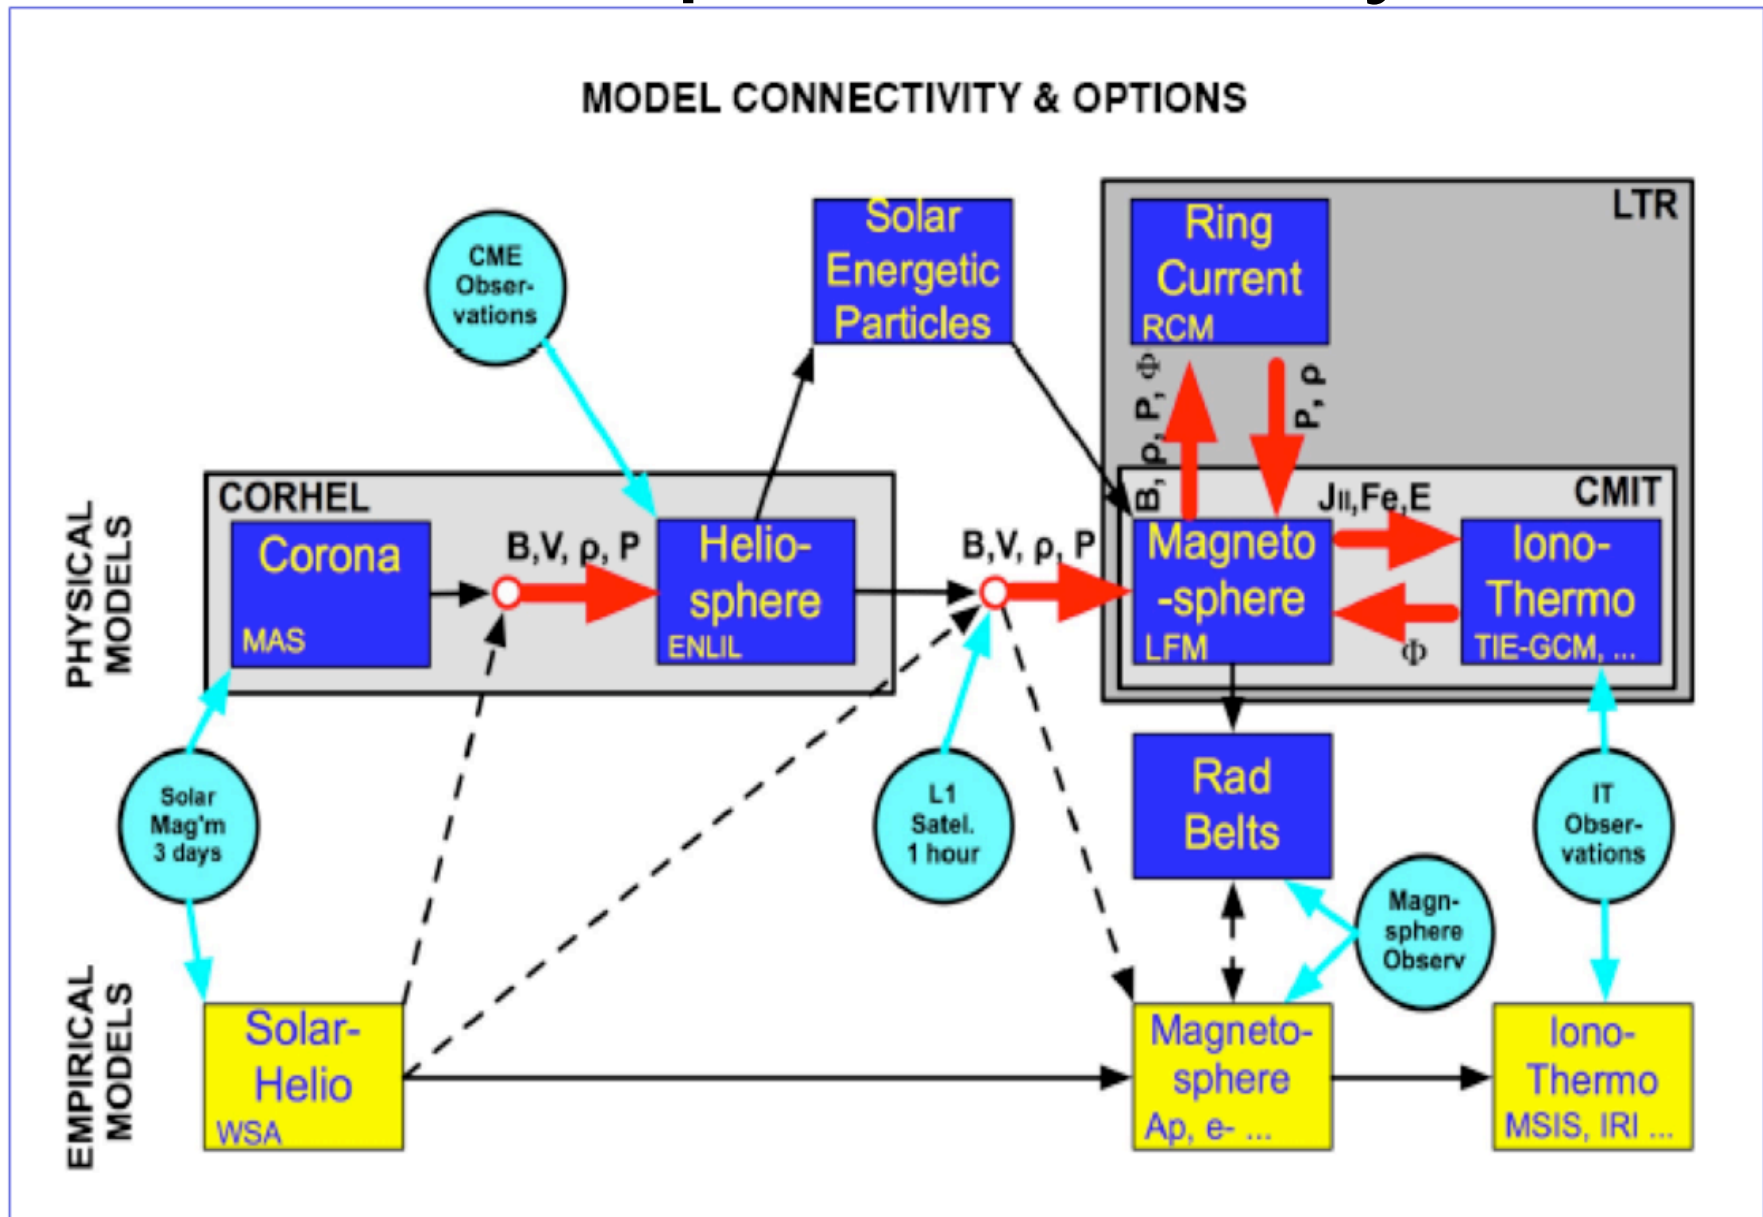 MODEL CONNECTIVITY & OPTIONS
LTR
Solar
Energetic
Particles
Ring
Current
RCM
CME
Obser-
vations
B, ρ, P, Φ
P, ρ
CORHEL
CMIT
PHYSICAL
MODELS
Corona
MAS
B,V, ρ, P
Helio-
sphere
ENLIL
B,V, ρ, P
Magneto
-sphere
LFM
J||,Fe,E
Φ
Iono-
Thermo
TIE-GCM, ...
Solar
Mag'm
3 days
L1
Satel.
1 hour
Rad
Belts
IT
Obser-
vations
Magn-
sphere
Observ
EMPIRICAL
MODELS
Solar-
Helio
WSA
Magneto-
sphere
Ap, e- ...
Iono-
Thermo
MSIS, IRI ...